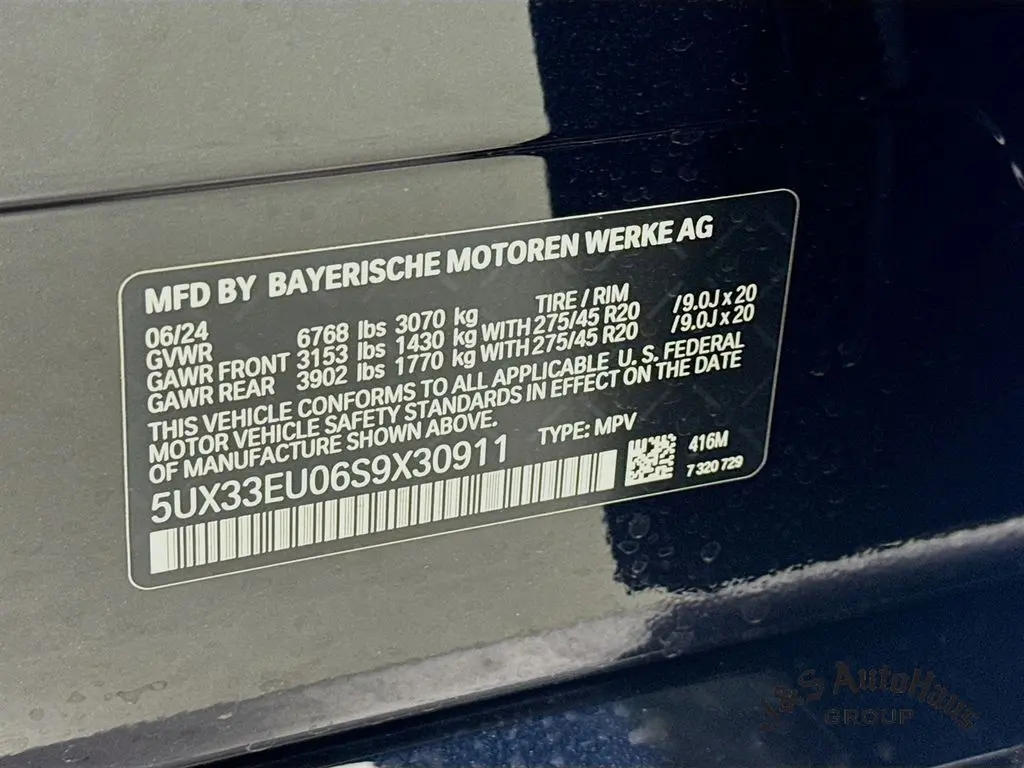 MFD BY BAYERISCHE MOTOREN WERKE AG
06/24 TIRE / RIM
GVWR 6768 lbs 3070 kg
GAWR FRONT 3153 lbs 1430 kg WITH 275/45 R20 /9.0J x 20
GAWR REAR 3902 lbs 1770 kg WITH 275/45 R20 /9.0J x 20
THIS VEHICLE CONFORMS TO ALL APPLICABLE U. S. FEDERAL
MOTOR VEHICLE SAFETY STANDARDS IN EFFECT ON THE DATE
OF MANUFACTURE SHOWN ABOVE.
5UX33EU06S9X30911 TYPE: MPV
416M
7 320 729
J&S AutoHaus
GROUP